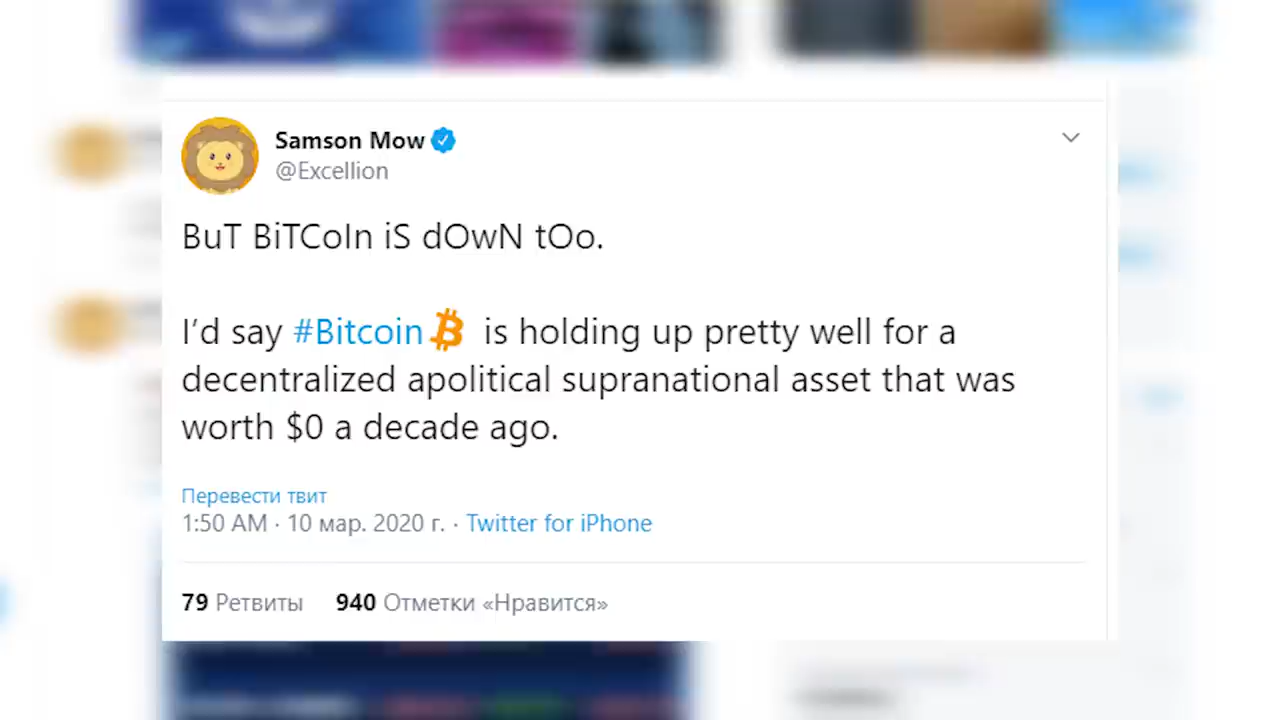 Samson Mow
@Excellion
BuT BiTCoIn iS dOwN tOo.
I’d say #Bitcoin is holding up pretty well for a
decentralized apolitical supranational asset that was
worth $0 a decade ago.
Перевести твит
1:50 AM · 10 мар. 2020 г. · Twitter for iPhone
79 Ретвиты 940 Отметки «Нравится»